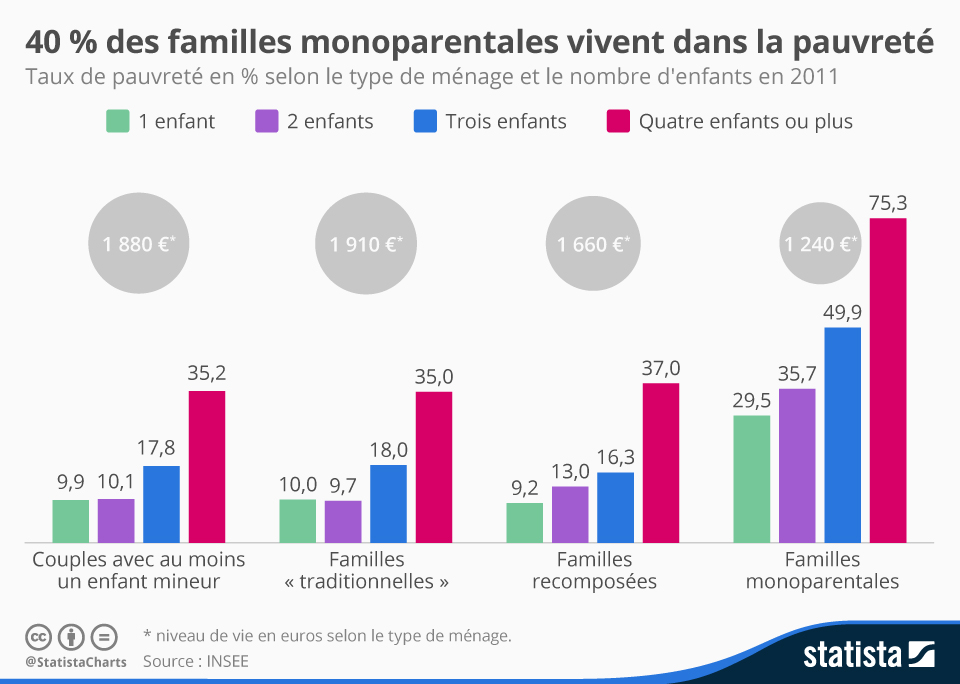 40 % des familles monoparentales vivent dans la pauvreté
Taux de pauvreté en % selon le type de ménage et le nombre d'enfants en 2011
1 enfant 2 enfants Trois enfants Quatre enfants ou plus
1 880 €* 1 910 €* 1 660 €* 1 240 €*
9,9 10,1 17,8 35,2
10,0 9,7 18,0 35,0
9,2 13,0 16,3 37,0
29,5 35,7 49,9 75,3
Couples avec au moins
un enfant mineur
Familles
« traditionnelles »
Familles
recomposées
Familles
monoparentales
cc
@StatistaCharts
* niveau de vie en euros selon le type de ménage.
Source : INSEE
statista